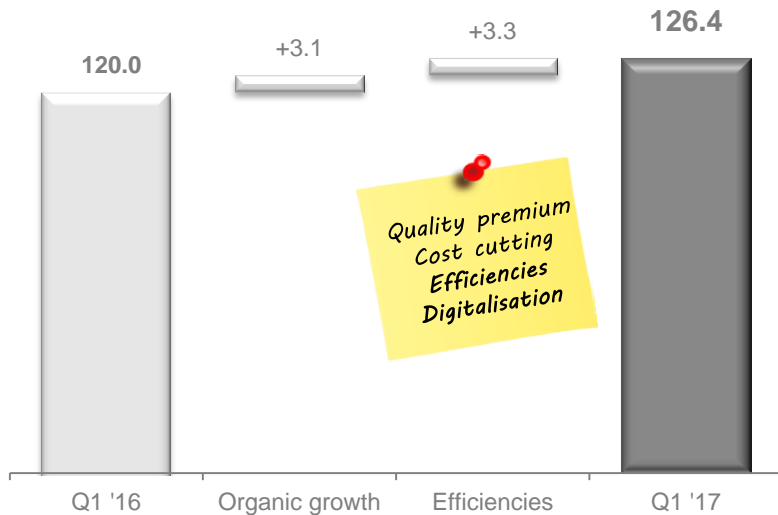 126.4
+3.3
+3.1
120.0
Quality premium
Cost cutting
Efficiencies
Digitalisation
Q1 '16
Organic growth
Efficiencies
Q1 '17